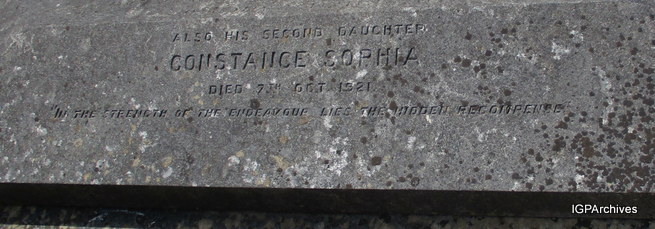 ALSO HIS SECOND DAUGHTER
CONSTANCE SOPHIA
DIED 7TH OCT. 1921
"IN THE STRENGTH OF THE ENDEAVOUR LIES THE HIDDEN RECOMPENSE"
IGPArchives